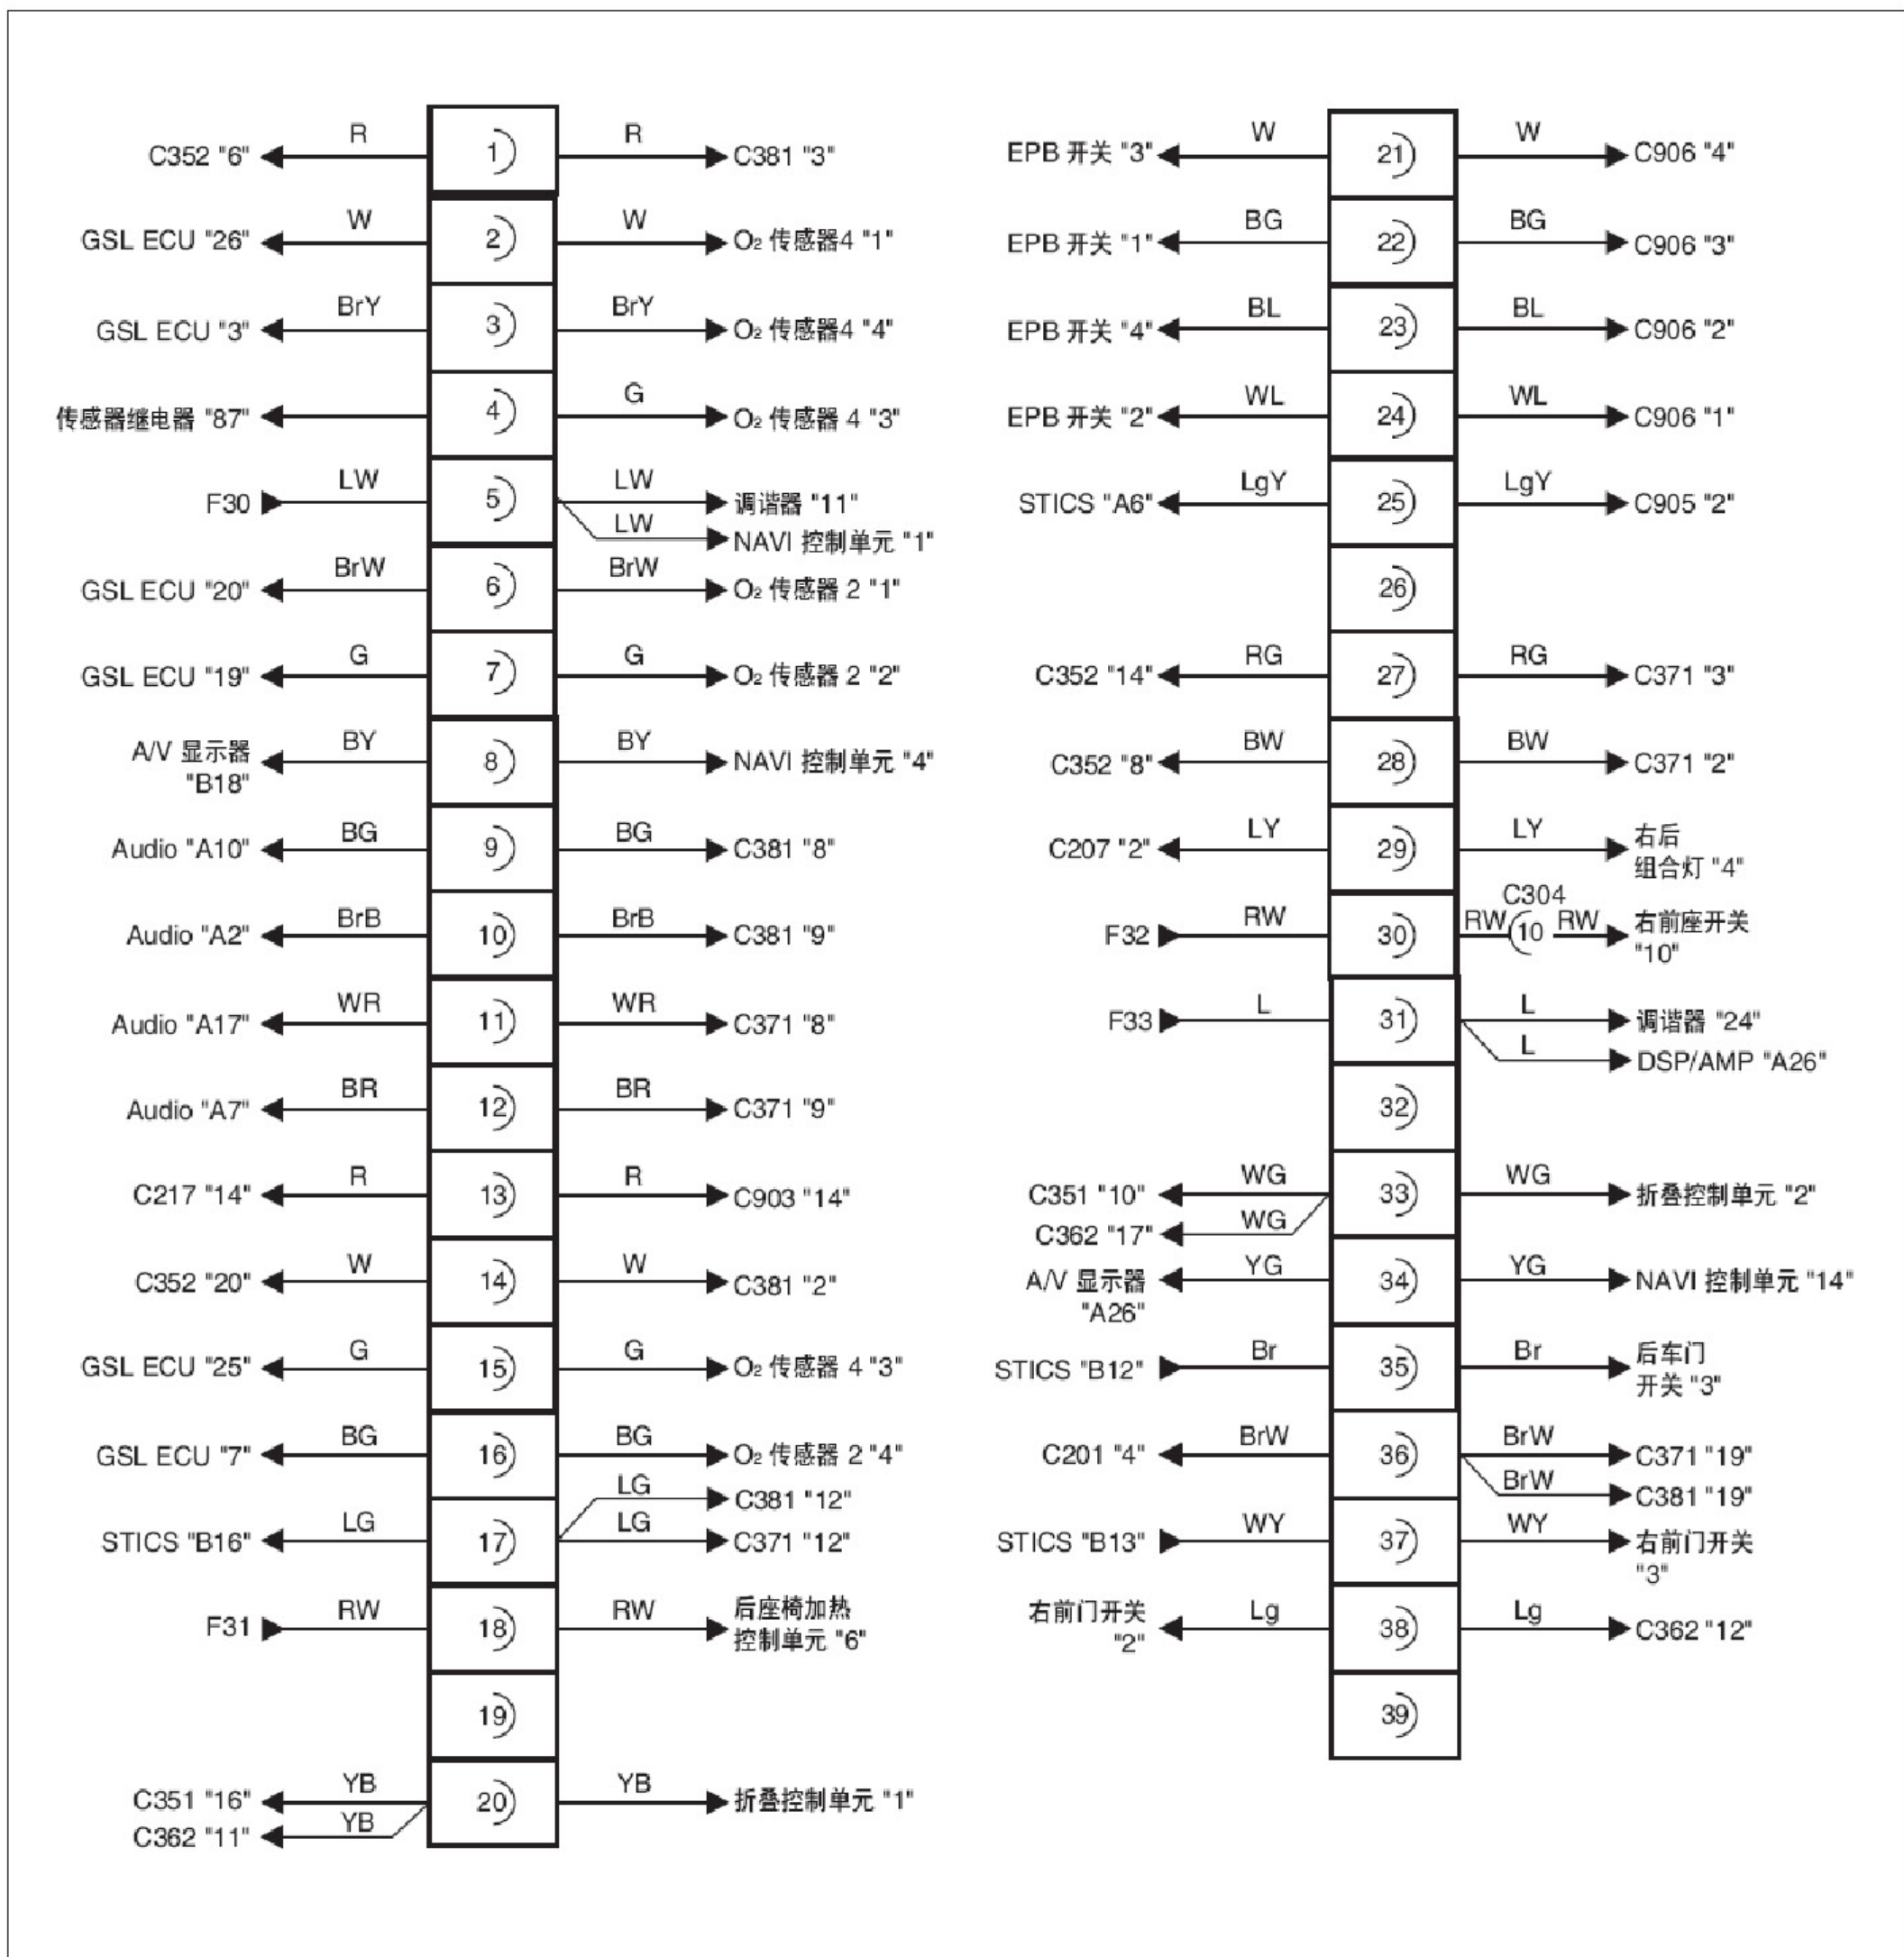 C352 "6" R 1 R C381 "3"
GSL ECU "26" W 2 W O₂ 传感器4 "1"
GSL ECU "3" BrY 3 BrY O₂ 传感器4 "4"
传感器继电器 "87" 4 G O₂ 传感器 4 "3"
F30 LW 5 LW 调谐器 "11"
LW NAVI 控制单元 "1"
GSL ECU "20" BrW 6 BrW O₂ 传感器 2 "1"
GSL ECU "19" G 7 G O₂ 传感器 2 "2"
A/V 显示器 BY 8 BY NAVI 控制单元 "4"
"B18"
Audio "A10" BG 9 BG C381 "8"
Audio "A2" BrB 10 BrB C381 "9"
Audio "A17" WR 11 WR C371 "8"
Audio "A7" BR 12 BR C371 "9"
C217 "14" R 13 R C903 "14"
C352 "20" W 14 W C381 "2"
GSL ECU "25" G 15 G O₂ 传感器 4 "3"
GSL ECU "7" BG 16 BG O₂ 传感器 2 "4"
LG C381 "12"
STICS "B16" LG 17 LG C371 "12"
F31 RW 18 RW 后座椅加热
控制单元 "6"
19
C351 "16" YB 20 YB 折叠控制单元 "1"
C362 "11" YB
EPB 开关 "3" W 21 W C906 "4"
EPB 开关 "1" BG 22 BG C906 "3"
EPB 开关 "4" BL 23 BL C906 "2"
EPB 开关 "2" WL 24 WL C906 "1"
STICS "A6" LgY 25 LgY C905 "2"
26
C352 "14" RG 27 RG C371 "3"
C352 "8" BW 28 BW C371 "2"
C207 "2" LY 29 LY 右后
组合灯 "4"
C304
F32 RW 30 RW 10 RW 右前座开关
"10"
F33 L 31 L 调谐器 "24"
L DSP/AMP "A26"
32
C351 "10" WG 33 WG 折叠控制单元 "2"
C362 "17" WG
A/V 显示器 YG 34 YG NAVI 控制单元 "14"
"A26"
STICS "B12" Br 35 Br 后车门
开关 "3"
C201 "4" BrW 36 BrW C371 "19"
BrW C381 "19"
STICS "B13" WY 37 WY 右前门开关
"3"
右前门开关 Lg 38 Lg C362 "12"
"2"
39